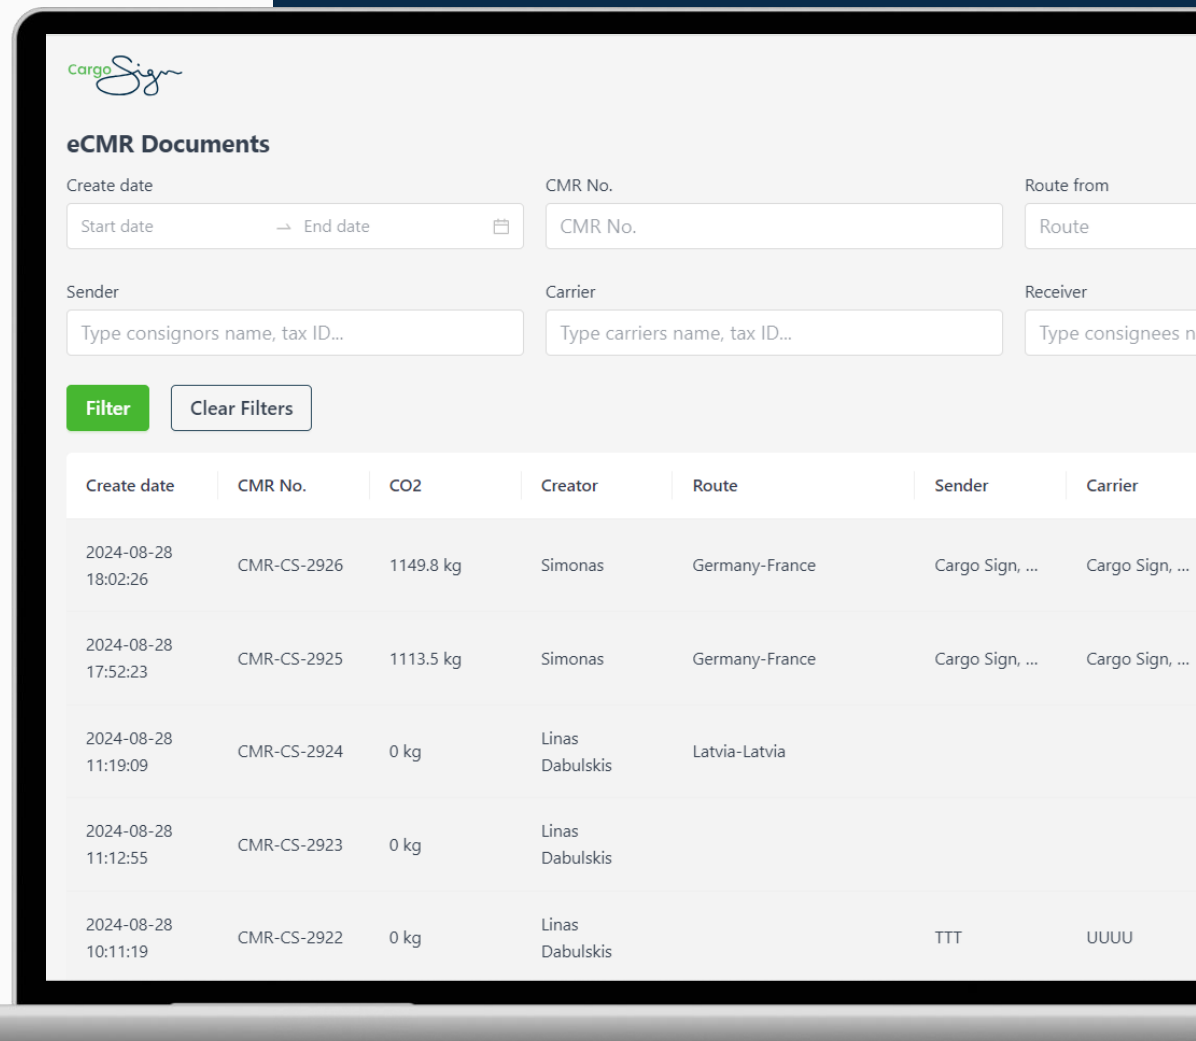 Cargo Sign
eCMR Documents
Create date
CMR No.
Route from
Start date
End date
CMR No.
Route
Sender
Carrier
Receiver
Type consignors name, tax ID...
Type carriers name, tax ID...
Type consignees n
Filter
Clear Filters
Create date
CMR No.
CO2
Creator
Route
Sender
Carrier
2024-08-28
18:02:26
CMR-CS-2926
1149.8 kg
Simonas
Germany-France
Cargo Sign, ...
Cargo Sign, ...
2024-08-28
17:52:23
CMR-CS-2925
1113.5 kg
Simonas
Germany-France
Cargo Sign, ...
Cargo Sign, ...
2024-08-28
11:19:09
CMR-CS-2924
0 kg
Linas
Dabulskis
Latvia-Latvia
2024-08-28
11:12:55
CMR-CS-2923
0 kg
Linas
Dabulskis
2024-08-28
10:11:19
CMR-CS-2922
0 kg
Linas
Dabulskis
TTT
UUUU